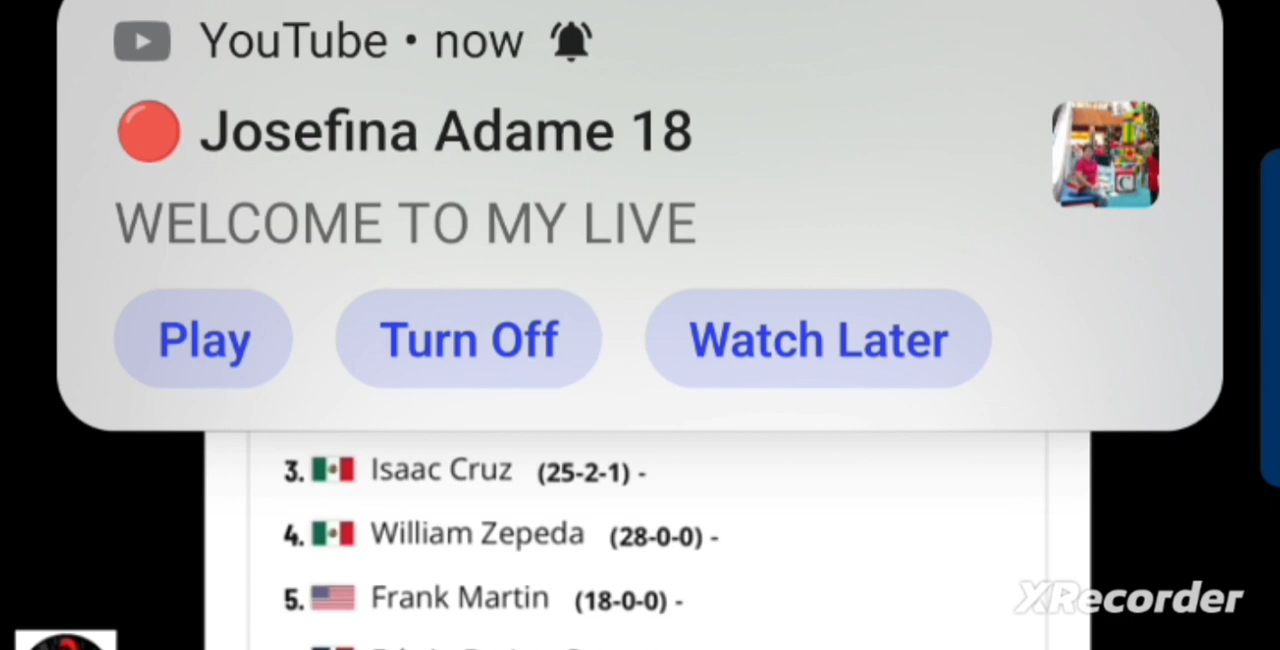 YouTube • now
🔴 Josefina Adame 18
WELCOME TO MY LIVE
Play Turn Off Watch Later
3. Isaac Cruz (25-2-1) -
4. William Zepeda (28-0-0) -
5. Frank Martin (18-0-0) -
XRecorder